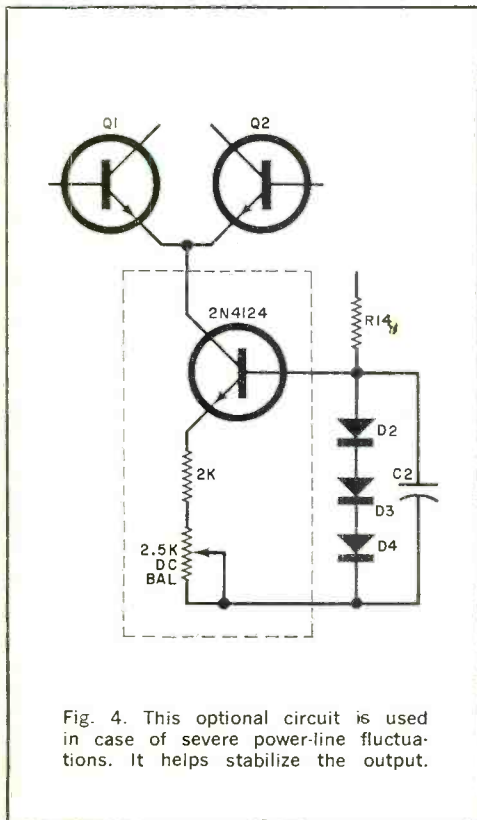 Q1
Q2
2N4124
R14
D2
2K
C2
D3
2.5K
DC
BAL
D4
Fig. 4. This optional circuit is used
in case of severe power-line fluctua-
tions. It helps stabilize the output.